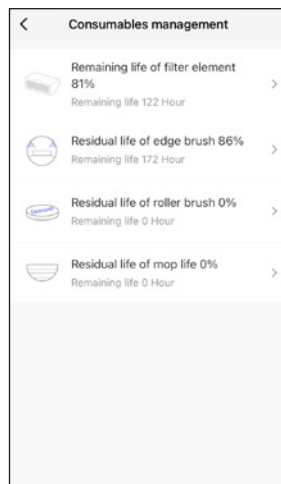 Consumables management
Remaining life of filter element
81%
Remaining life 122 Hour
Residual life of edge brush 86%
Remaining life 172 Hour
Residual life of roller brush 0%
Remaining life 0 Hour
Residual life of mop life 0%
Remaining life 0 Hour